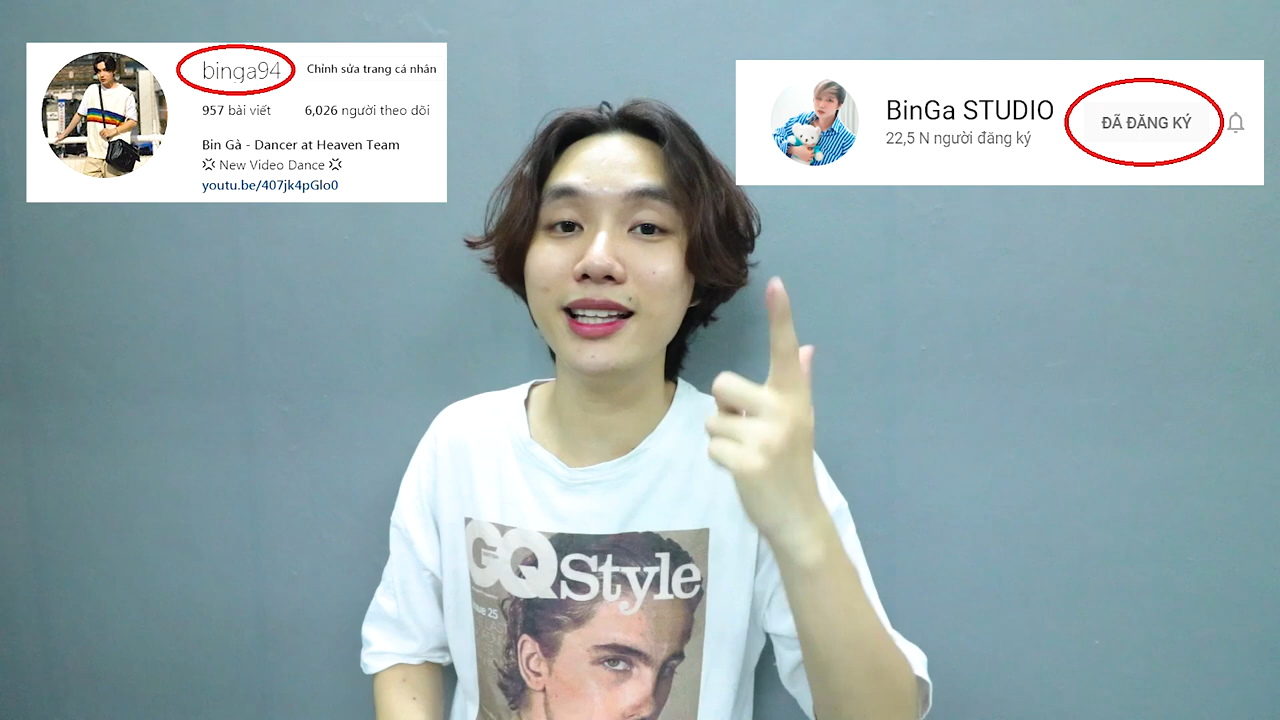 binga94
Chỉnh sửa trang cá nhân
957 bài viết
6,026 người theo dõi
Bin Gà - Dancer at Heaven Team
New Video Dance
youtu.be/407jk4pGlo0
BinGa STUDIO
22,5 N người đăng ký
ĐÃ ĐĂNG KÝ
GQ Style